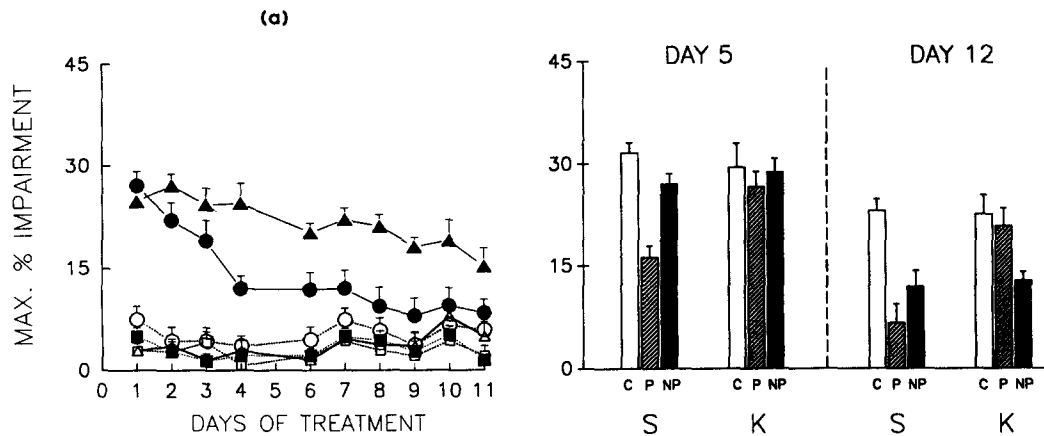 (a)
MAX. % IMPAIRMENT
45
30
15
0
0 1 2 3 4 5 6 7 8 9 10 11
DAYS OF TREATMENT
DAY 5
DAY 12
45
30
15
0
C P NP C P NP C P NP C P NP
S K S K